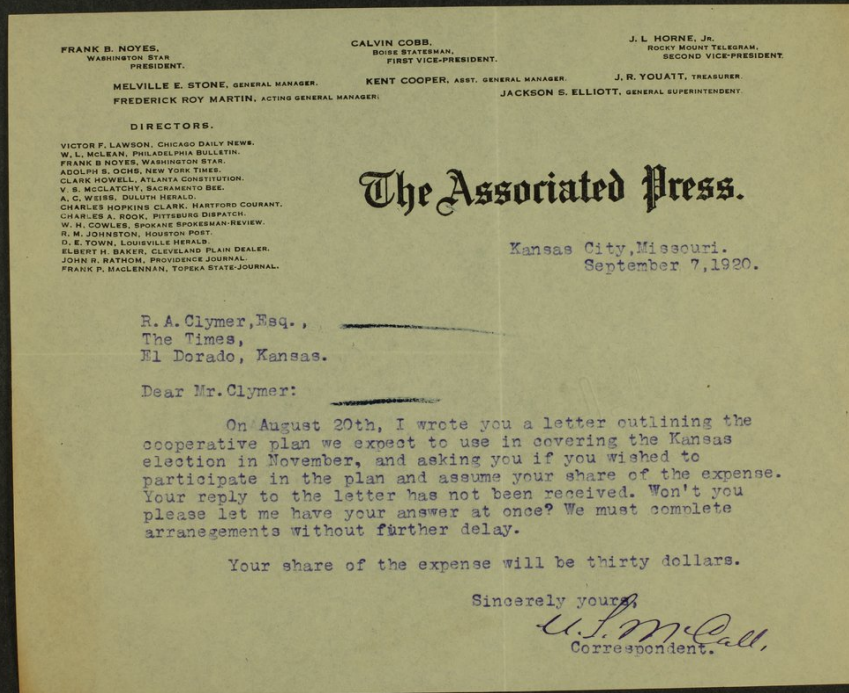 FRANK B. NOYES,
WASHINGTON STAR
PRESIDENT.
CALVIN COBB,
BOISE STATESMAN,
FIRST VICE-PRESIDENT.
J. L HORNE, JR.
ROCKY MOUNT TELEGRAM,
SECOND VICE-PRESIDENT.
MELVILLE E. STONE, GENERAL MANAGER.
KENT COOPER, ASST. GENERAL MANAGER.
J. R. YOUATT, TREASURER.
FREDERICK ROY MARTIN, ACTING GENERAL MANAGER;
JACKSON S. ELLIOTT, GENERAL SUPERINTENDENT.
DIRECTORS.
VICTOR F. LAWSON, CHICAGO DAILY NEWS.
W. L. MCLEAN, PHILADELPHIA BULLETIN.
FRANK B NOYES, WASHINGTON STAR.
ADOLPH S. OCHS, NEW YORK TIMES.
CLARK HOWELL, ATLANTA CONSTITUTION.
V. S. MCCLATCHY, SACRAMENTO BEE.
A. C. WEISS, DULUTH HERALD.
CHARLES HOPKINS CLARK, HARTFORD COURANT.
CHARLES A. ROOK, PITTSBURG DISPATCH.
W. H. COWLES, SPOKANE SPOKESMAN-REVIEW.
R. M. JOHNSTON, HOUSTON POST.
D. E. TOWN, LOUISVILLE HERALD.
ELBERT H. BAKER, CLEVELAND PLAIN DEALER.
JOHN R. RATHOM, PROVIDENCE JOURNAL.
FRANK P. MACLENNAN, TOPEKA STATE-JOURNAL.
The Associated Press.
Kansas City,Missouri.
September 7,1920.
R.A.Clymer,Esq.,
The Times,
El Dorado, Kansas.
Dear Mr.Clymer:
On August 20th, I wrote you a letter outlining the
cooperative plan we expect to use in covering the Kansas
election in November, and asking you if you wished to
participate in the plan and assume your share of the expense.
Your reply to the letter has not been received. Won't you
please let me have your answer at once? We must complete
arranegements without further delay.
Your share of the expense will be thirty dollars.
Sincerely yours,
U. L. McCall,
Correspondent.